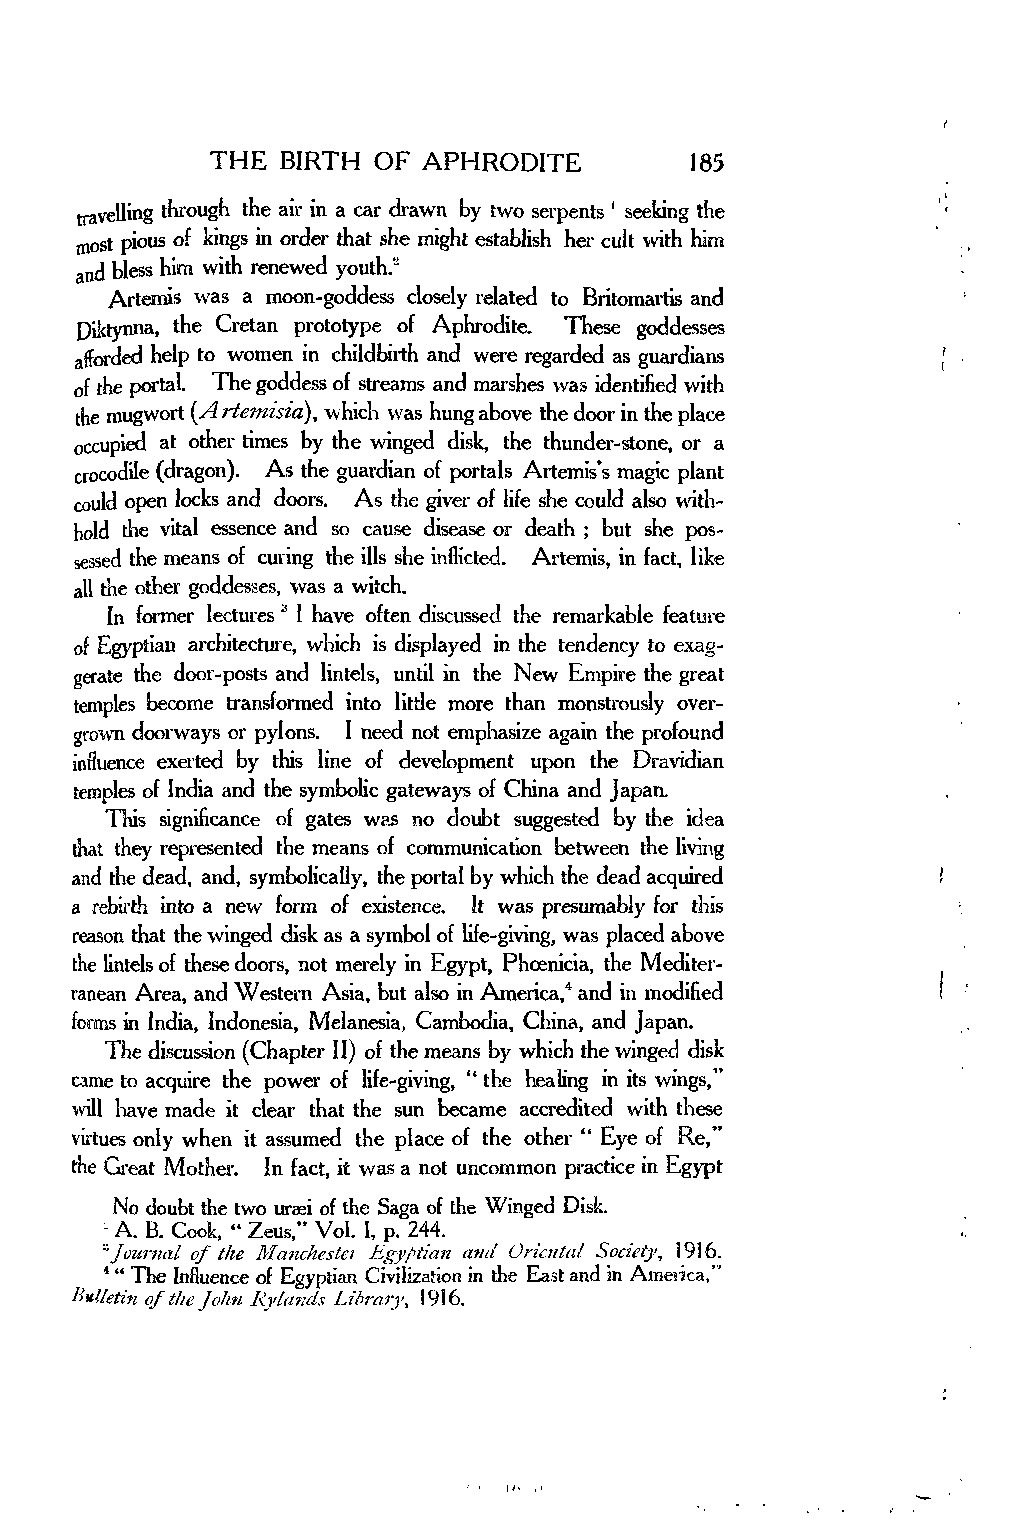 THE BIRTH OF APHRODITE 185
travelling through the air in a car drawn by two serpents ¹ seeking the
most pious of kings in order that she might establish her cult with him
and bless him with renewed youth.²
Artemis was a moon-goddess closely related to Britomartis and
Diktynna, the Cretan prototype of Aphrodite. These goddesses
afforded help to women in childbirth and were regarded as guardians
of the portal. The goddess of streams and marshes was identified with
the mugwort (Artemisia), which was hung above the door in the place
occupied at other times by the winged disk, the thunder-stone, or a
crocodile (dragon). As the guardian of portals Artemis's magic plant
could open locks and doors. As the giver of life she could also with-
hold the vital essence and so cause disease or death ; but she pos-
sessed the means of curing the ills she inflicted. Artemis, in fact, like
all the other goddesses, was a witch.
In former lectures ³ I have often discussed the remarkable feature
of Egyptian architecture, which is displayed in the tendency to exag-
gerate the door-posts and lintels, until in the New Empire the great
temples become transformed into little more than monstrously over-
grown doorways or pylons. I need not emphasize again the profound
influence exerted by this line of development upon the Dravidian
temples of India and the symbolic gateways of China and Japan.
This significance of gates was no doubt suggested by the idea
that they represented the means of communication between the living
and the dead, and, symbolically, the portal by which the dead acquired
a rebirth into a new form of existence. It was presumably for this
reason that the winged disk as a symbol of life-giving, was placed above
the lintels of these doors, not merely in Egypt, Phœnicia, the Mediter-
ranean Area, and Western Asia, but also in America,⁴ and in modified
forms in India, Indonesia, Melanesia, Cambodia, China, and Japan.
The discussion (Chapter II) of the means by which the winged disk
came to acquire the power of life-giving, “ the healing in its wings,”
will have made it clear that the sun became accredited with these
virtues only when it assumed the place of the other “ Eye of Re,”
the Great Mother. In fact, it was a not uncommon practice in Egypt
No doubt the two uræi of the Saga of the Winged Disk.
² A. B. Cook, “ Zeus,” Vol. I, p. 244.
³ Journal of the Manchester Egyptian and Oriental Society, 1916.
⁴ “ The Influence of Egyptian Civilization in the East and in America,”
Bulletin of the John Rylands Library, 1916.